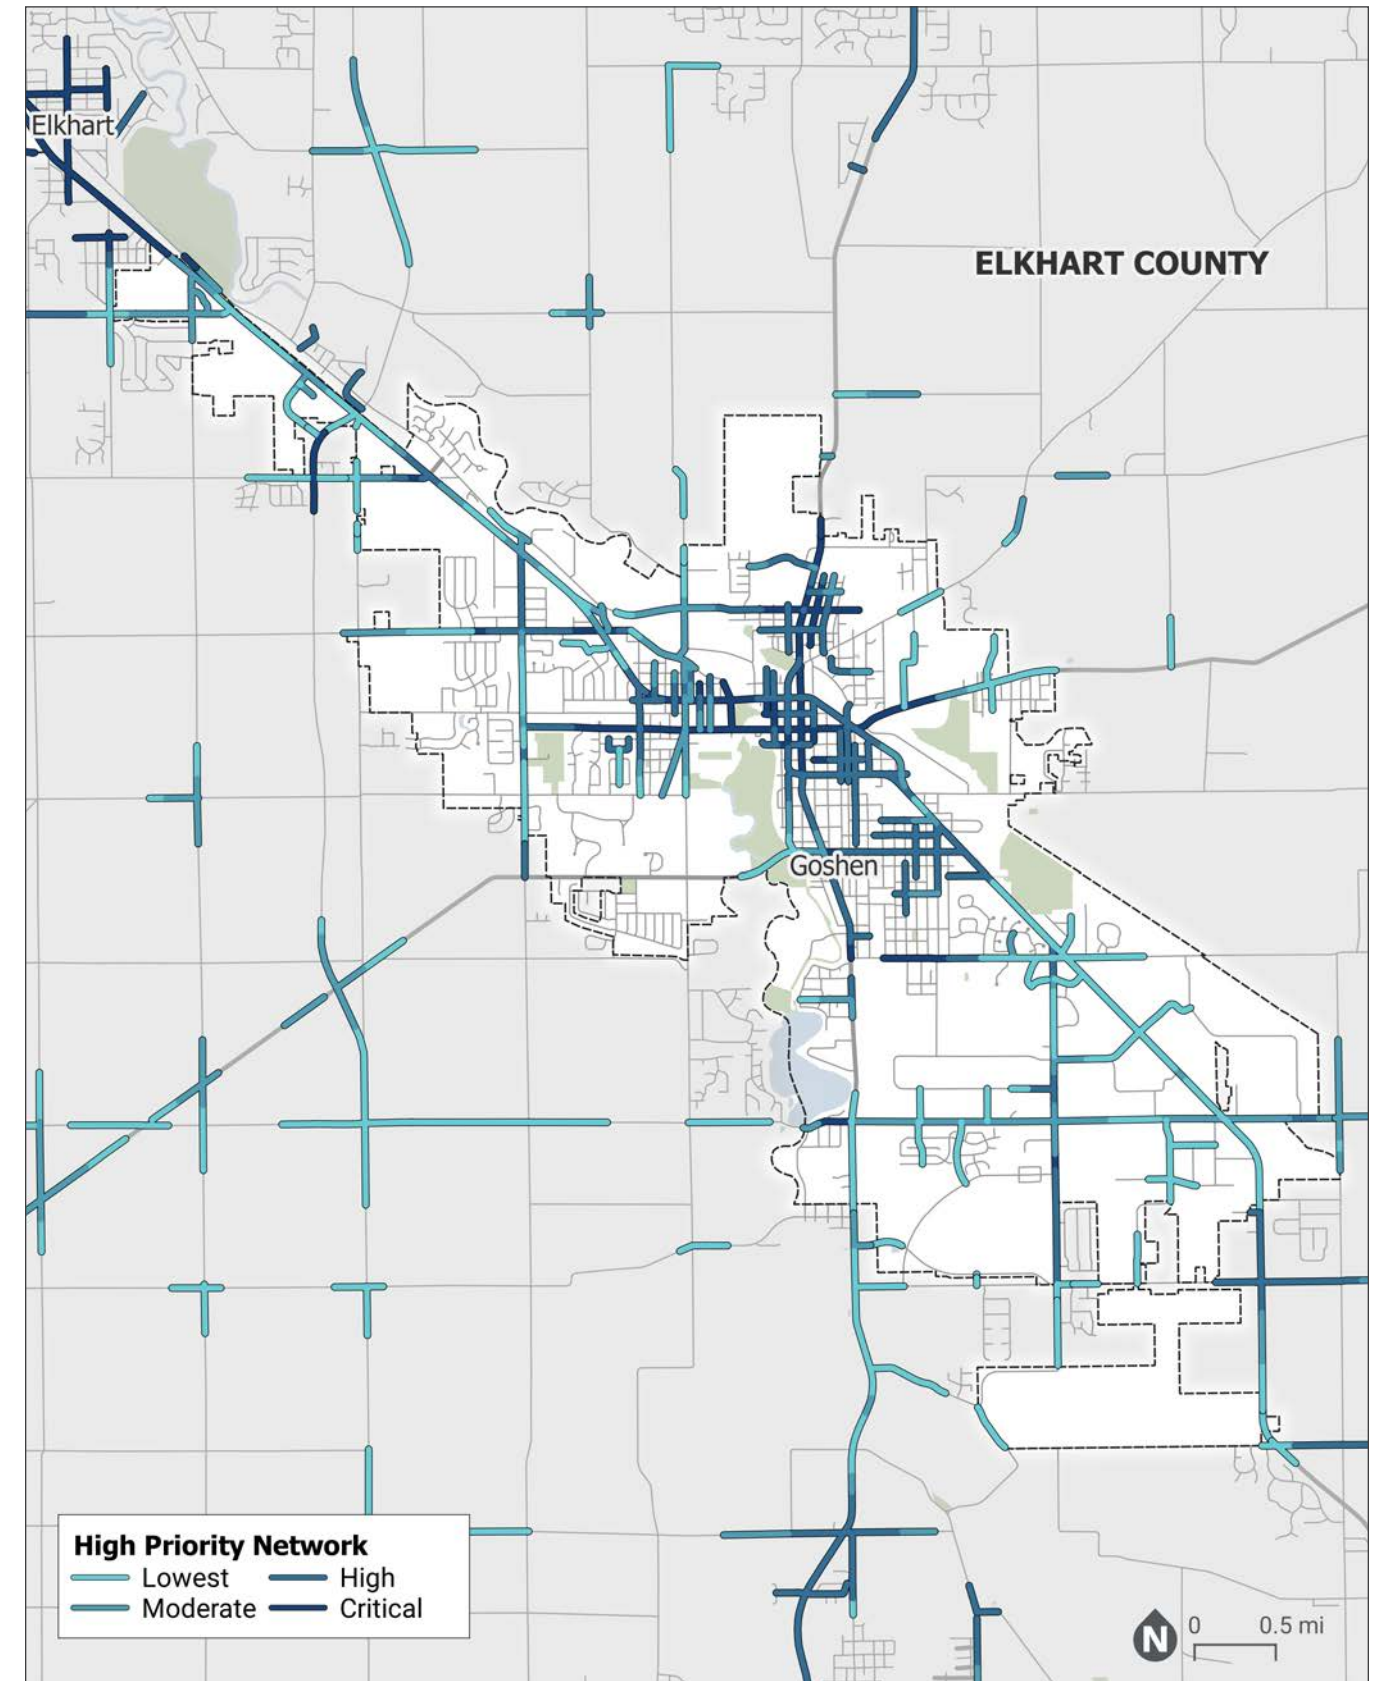 Elkhart
ELKHART COUNTY
Goshen
High Priority Network
Lowest
High
Moderate
Critical
N
0
0.5 mi